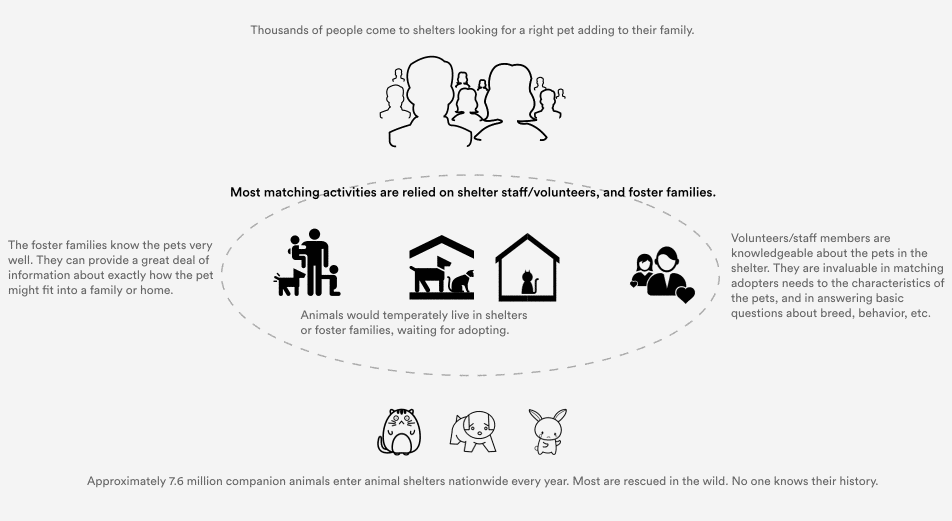 Thousands of people come to shelters looking for a right pet adding to their family.
Most matching activities are relied on shelter staff/volunteers, and foster families.
The foster families know the pets very
well. They can provide a great deal of
information about exactly how the pet
might fit into a family or home.
Animals would temperately live in shelters
or foster families, waiting for adopting.
Volunteers/staff members are
knowledgeable about the pets in the
shelter. They are invaluable in matching
adopters needs to the characteristics of
the pets, and in answering basic
questions about breed, behavior, etc.
Approximately 7.6 million companion animals enter animal shelters nationwide every year. Most are rescued in the wild. No one knows their history.